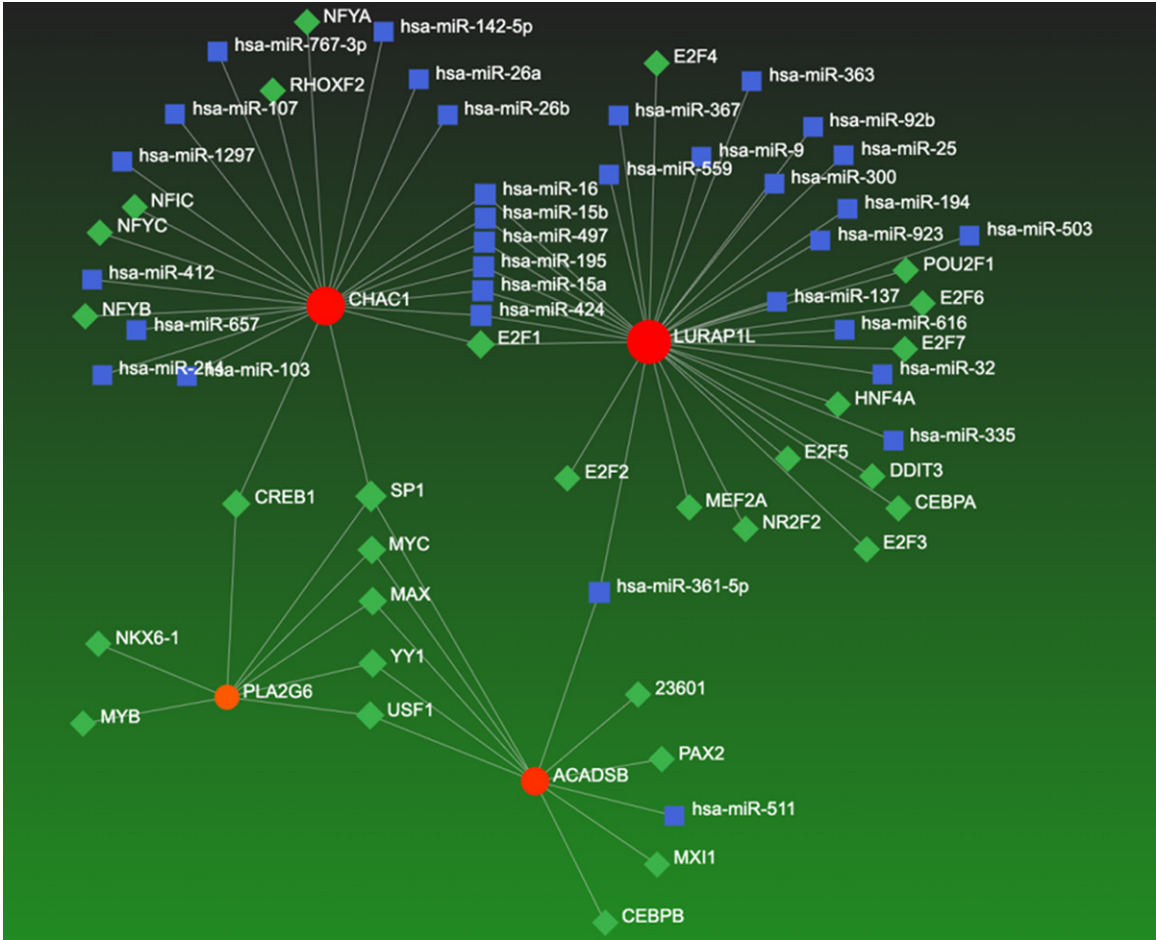 NFYA
hsa-miR-142-5p
hsa-miR-767-3p
E2F4
hsa-miR-26a
hsa-miR-363
RHOXF2
hsa-miR-107
hsa-miR-26b
hsa-miR-367
hsa-miR-92b
hsa-miR-1297
hsa-miR-9
hsa-miR-25
hsa-miR-559
hsa-miR-300
hsa-miR-16
NFIC
hsa-miR-15b
hsa-miR-194
NFYC
hsa-miR-497
hsa-miR-923
hsa-miR-503
hsa-miR-195
POU2F1
hsa-miR-412
hsa-miR-15a
CHAC1
hsa-miR-137
E2F6
NFYB
hsa-miR-424
hsa-miR-657
hsa-miR-616
E2F1
LURAP1L
E2F7
hsa-miR-214
hsa-miR-103
hsa-miR-32
HNF4A
hsa-miR-335
E2F5
E2F2
DDIT3
CREB1
SP1
MEF2A
CEBPA
NR2F2
MYC
E2F3
hsa-miR-361-5p
MAX
NKX6-1
YY1
PLA2G6
23601
MYB
USF1
PAX2
ACADSB
hsa-miR-511
MXI1
CEBPB